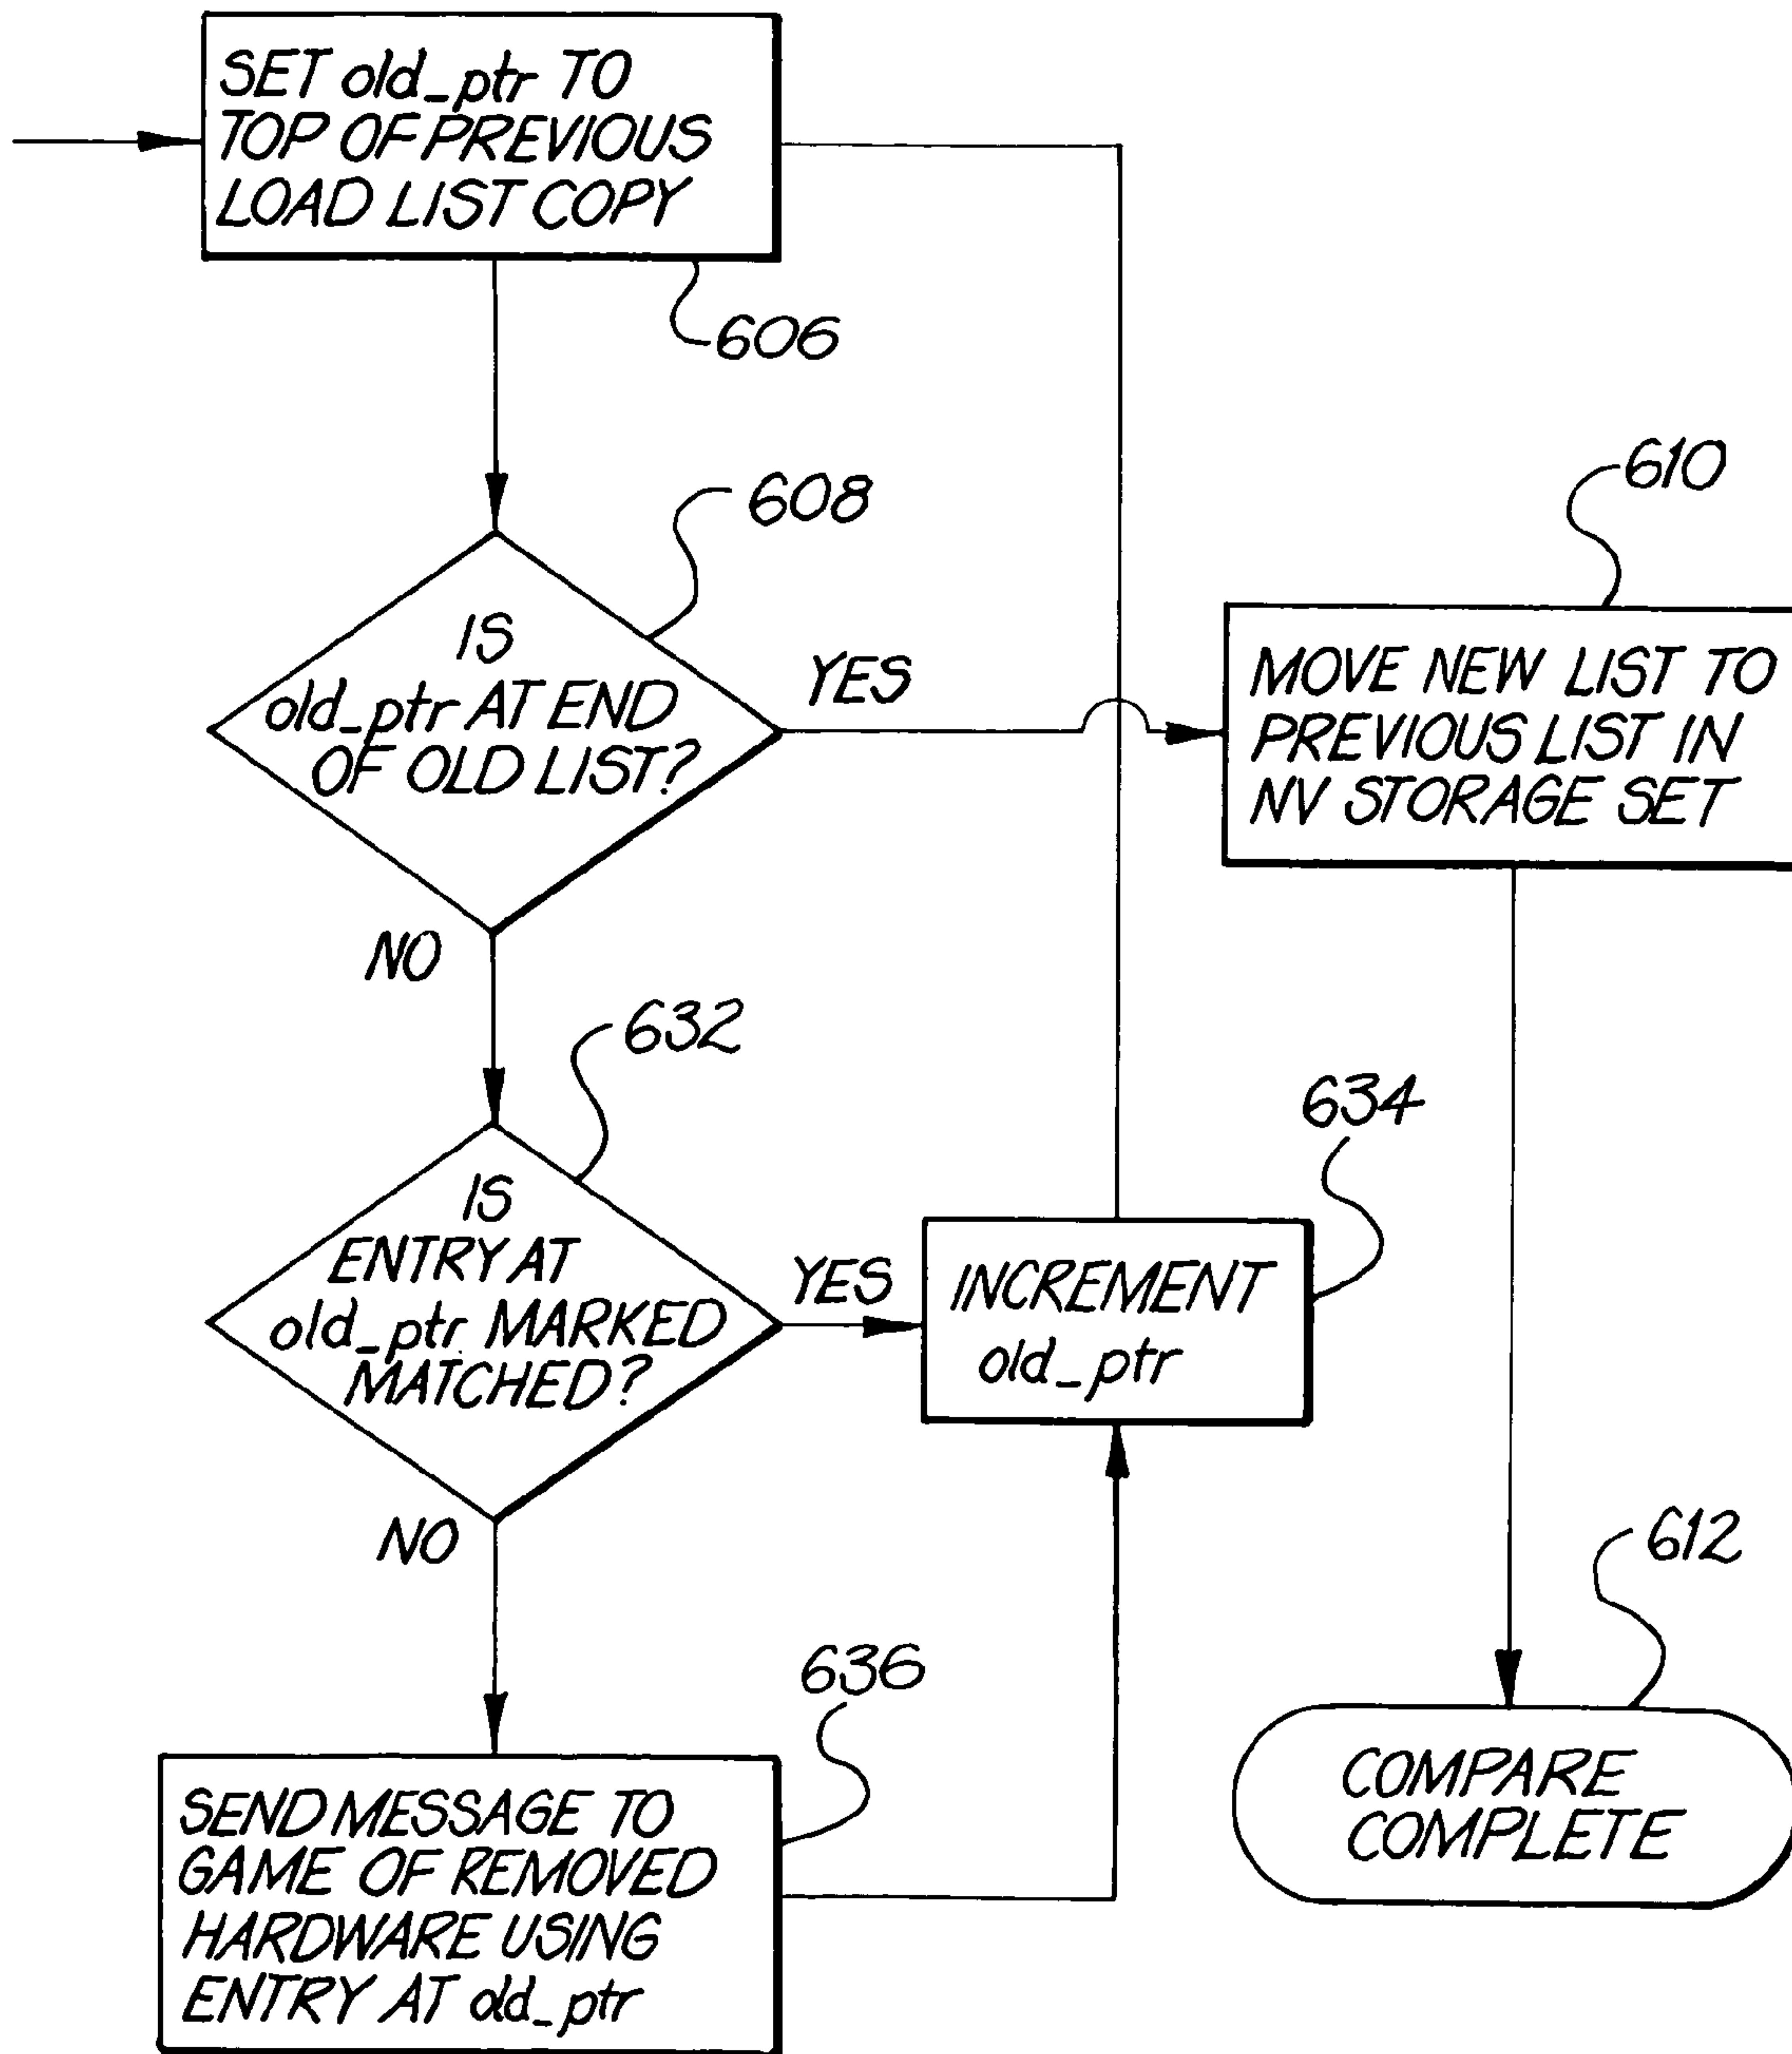 SET old_ptr TO
TOP OF PREVIOUS
LOAD LIST COPY
606
608
610
IS
old_ptr AT END
OF OLD LIST?
YES
MOVE NEW LIST TO
PREVIOUS LIST IN
NV STORAGE SET
NO
632
634
IS
ENTRY AT
old_ptr MARKED
MATCHED?
YES
INCREMENT
old_ptr
NO
612
636
SEND MESSAGE TO
GAME OF REMOVED
HARDWARE USING
ENTRY AT old_ptr
COMPARE
COMPLETE